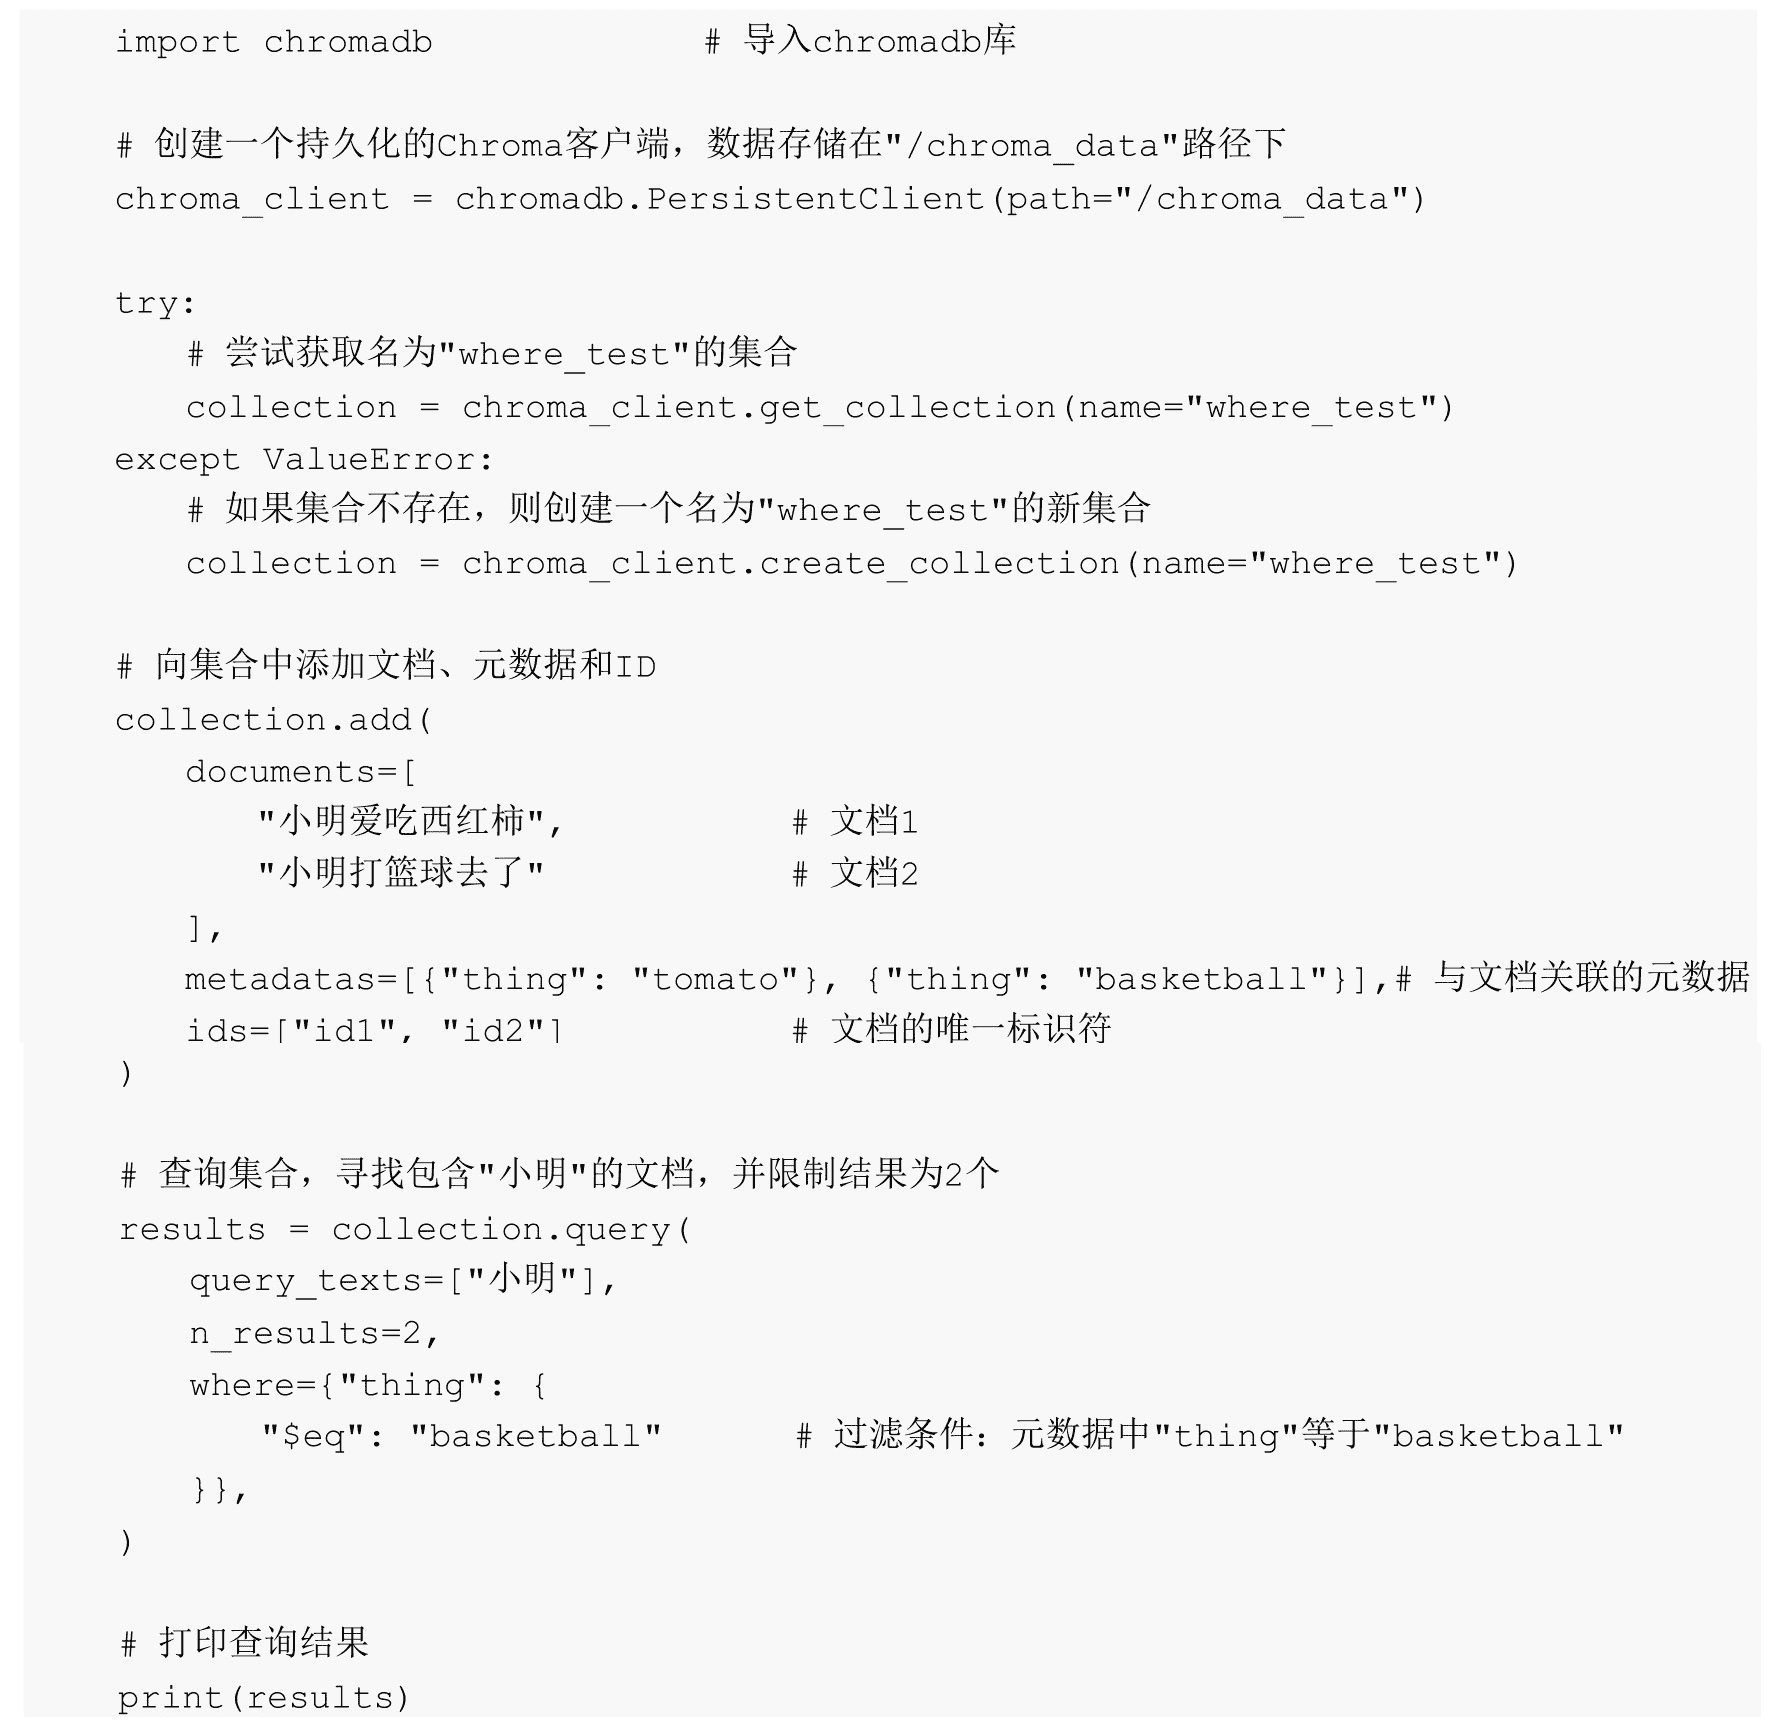 import chromadb # 导入chromadb库
# 创建一个持久化的Chroma客户端，数据存储在"/chroma_data"路径下
chroma_client = chromadb.PersistentClient(path="/chroma_data")
try:
# 尝试获取名为"where_test"的集合
collection = chroma_client.get_collection(name="where_test")
except ValueError:
# 如果集合不存在，则创建一个名为"where_test"的新集合
collection = chroma_client.create_collection(name="where_test")
# 向集合中添加文档、元数据和ID
collection.add(
documents=[
"小明爱吃西红柿", # 文档1
"小明打篮球去了" # 文档2
],
metadatas=[{"thing": "tomato"}, {"thing": "basketball"}],# 与文档关联的元数据
ids=["id1", "id2"] # 文档的唯一标识符
)
# 查询集合，寻找包含"小明"的文档，并限制结果为2个
results = collection.query(
query_texts=["小明"],
n_results=2,
where={"thing": {
"$eq": "basketball" # 过滤条件：元数据中"thing"等于"basketball"
}},
)
# 打印查询结果
print(results)